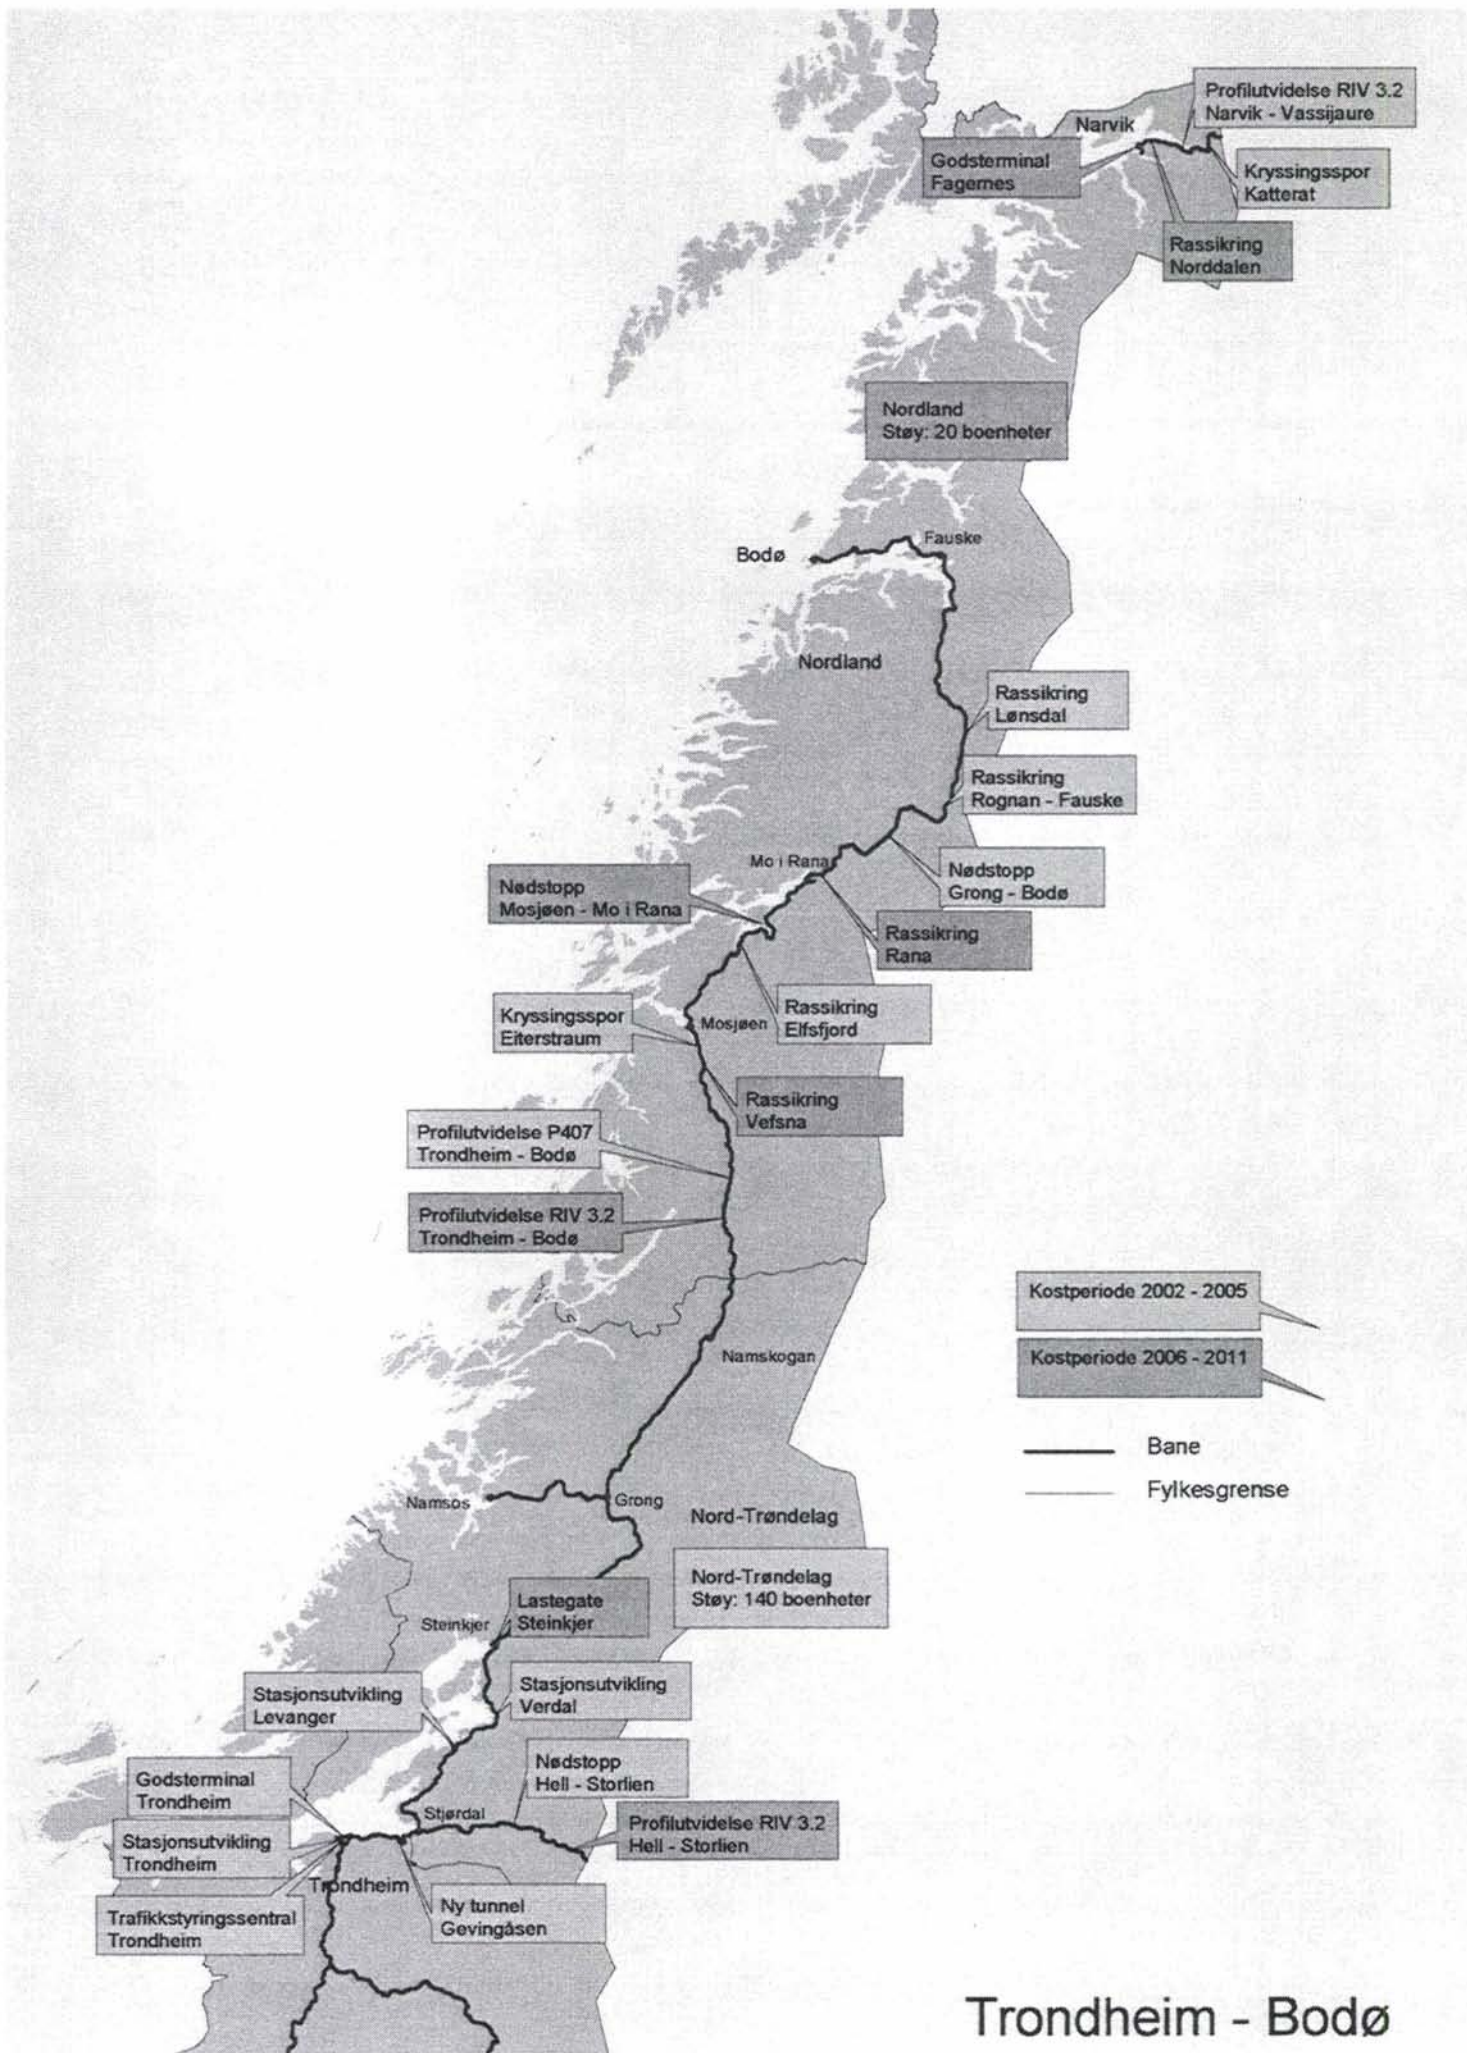 Profilutvidelse RIV 3.2
Narvik - Vassijaure
Narvik
Godsterminal
Fagernes
Kryssingsspor
Katterat
Rassikring
Norddalen
Nordland
Støy: 20 boenheter
Fauske
Bodø
Nordland
Rassikring
Lønsdal
Rassikring
Rognan - Fauske
Mo i Rana
Nødstopp
Grong - Bodø
Nødstopp
Mosjøen - Mo i Rana
Rassikring
Rana
Rassikring
Elfsfjord
Kryssingsspor
Eiterstraum
Mosjøen
Rassikring
Vefsna
Profilutvidelse P407
Trondheim - Bodø
Profilutvidelse RIV 3.2
Trondheim - Bodø
Kostperiode 2002 - 2005
Kostperiode 2006 - 2011
Namskogan
Bane
Fylkesgrense
Namsos
Grong
Nord-Trøndelag
Nord-Trøndelag
Støy: 140 boenheter
Lastegate
Steinkjer
Steinkjer
Stasjonsutvikling
Verdal
Stasjonsutvikling
Levanger
Nødstopp
Hell - Storlien
Godsterminal
Trondheim
Stjørdal
Profilutvidelse RIV 3.2
Hell - Storlien
Stasjonsutvikling
Trondheim
Trondheim
Ny tunnel
Gevingåsen
Trafikkstyringssentral
Trondheim
Trondheim - Bodø